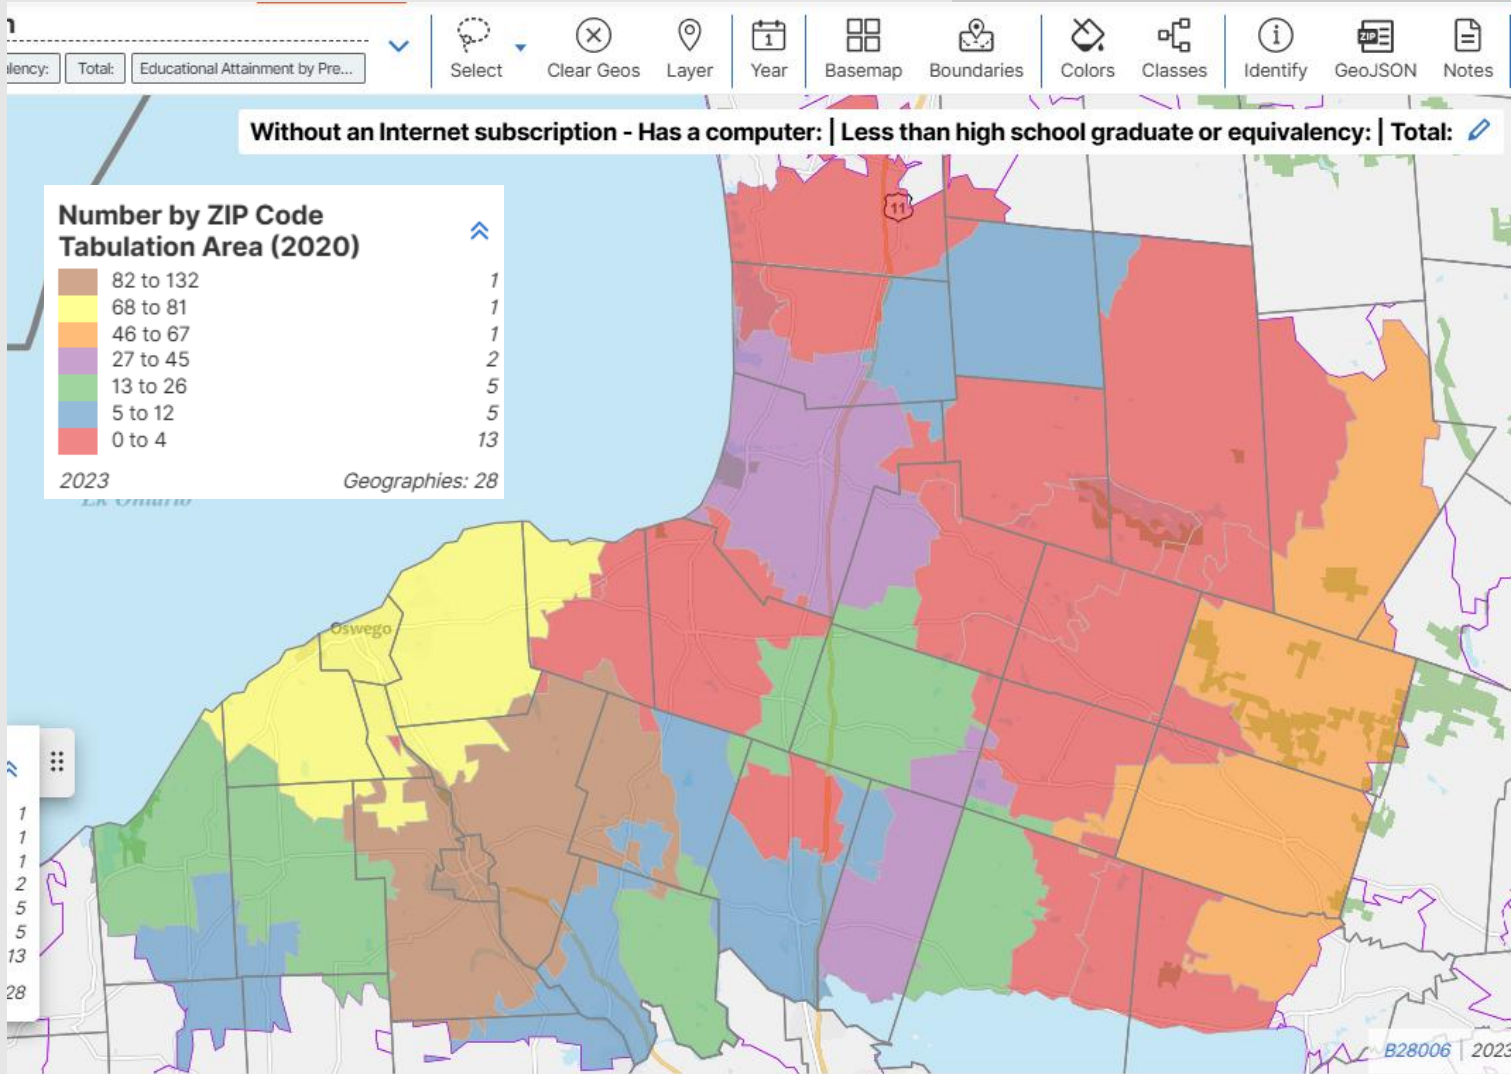 Select
Clear Geos
Layer
1
Year
Basemap
Boundaries
Colors
Classes
Identify
ZIP
GeoJSON
Notes
Total:
Educational Attainment by Pre...
Without an Internet subscription - Has a computer: | Less than high school graduate or equivalency: | Total:
11
Number by ZIP Code
Tabulation Area (2020)
82 to 132 1
68 to 81 1
46 to 67 1
27 to 45 2
13 to 26 5
5 to 12 5
0 to 4 13
2023 Geographies: 28
Oswego
1
1
1
2
5
5
13
28
B28006 | 2023